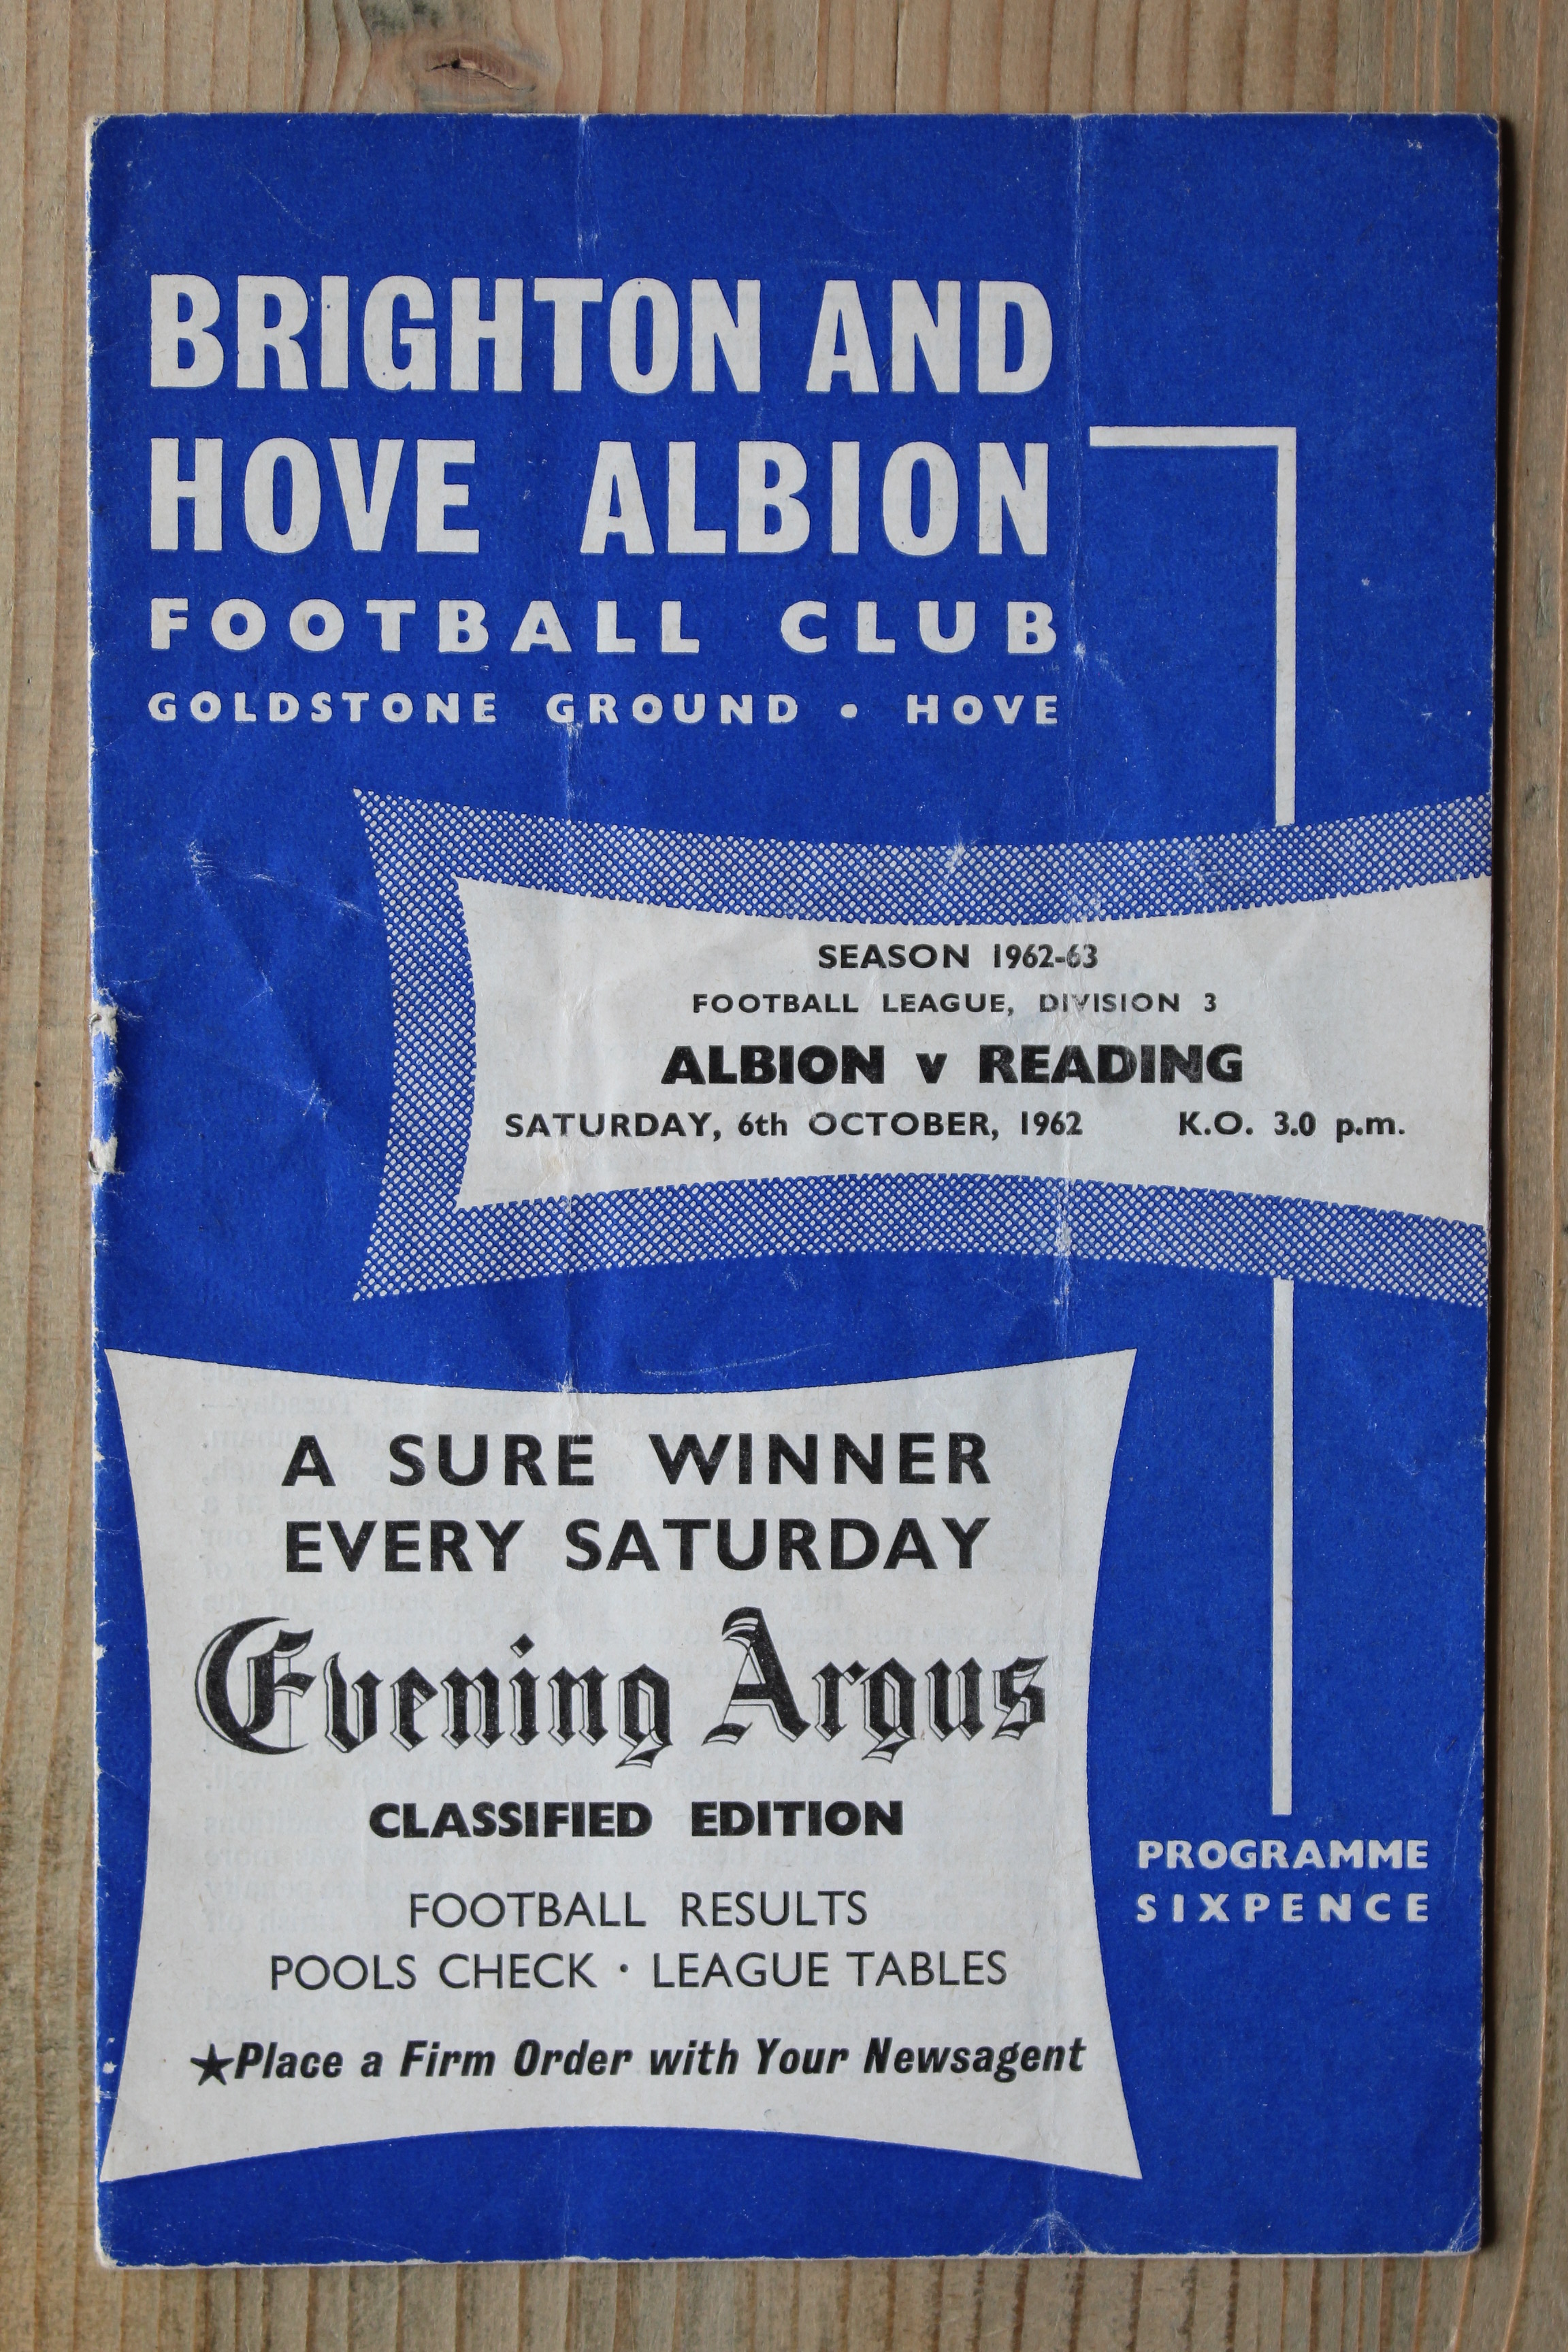 BRIGHTON AND
HOVE ALBION
FOOTBALL CLUB
GOLDSTONE GROUND · HOVE
SEASON 1962-63
FOOTBALL LEAGUE, DIVISION 3
ALBION v READING
SATURDAY, 6th OCTOBER, 1962 K.O. 3.0 p.m.
A SURE WINNER
EVERY SATURDAY
Evening Argus
CLASSIFIED EDITION
FOOTBALL RESULTS
POOLS CHECK · LEAGUE TABLES
★Place a Firm Order with Your Newsagent
PROGRAMME
SIXPENCE